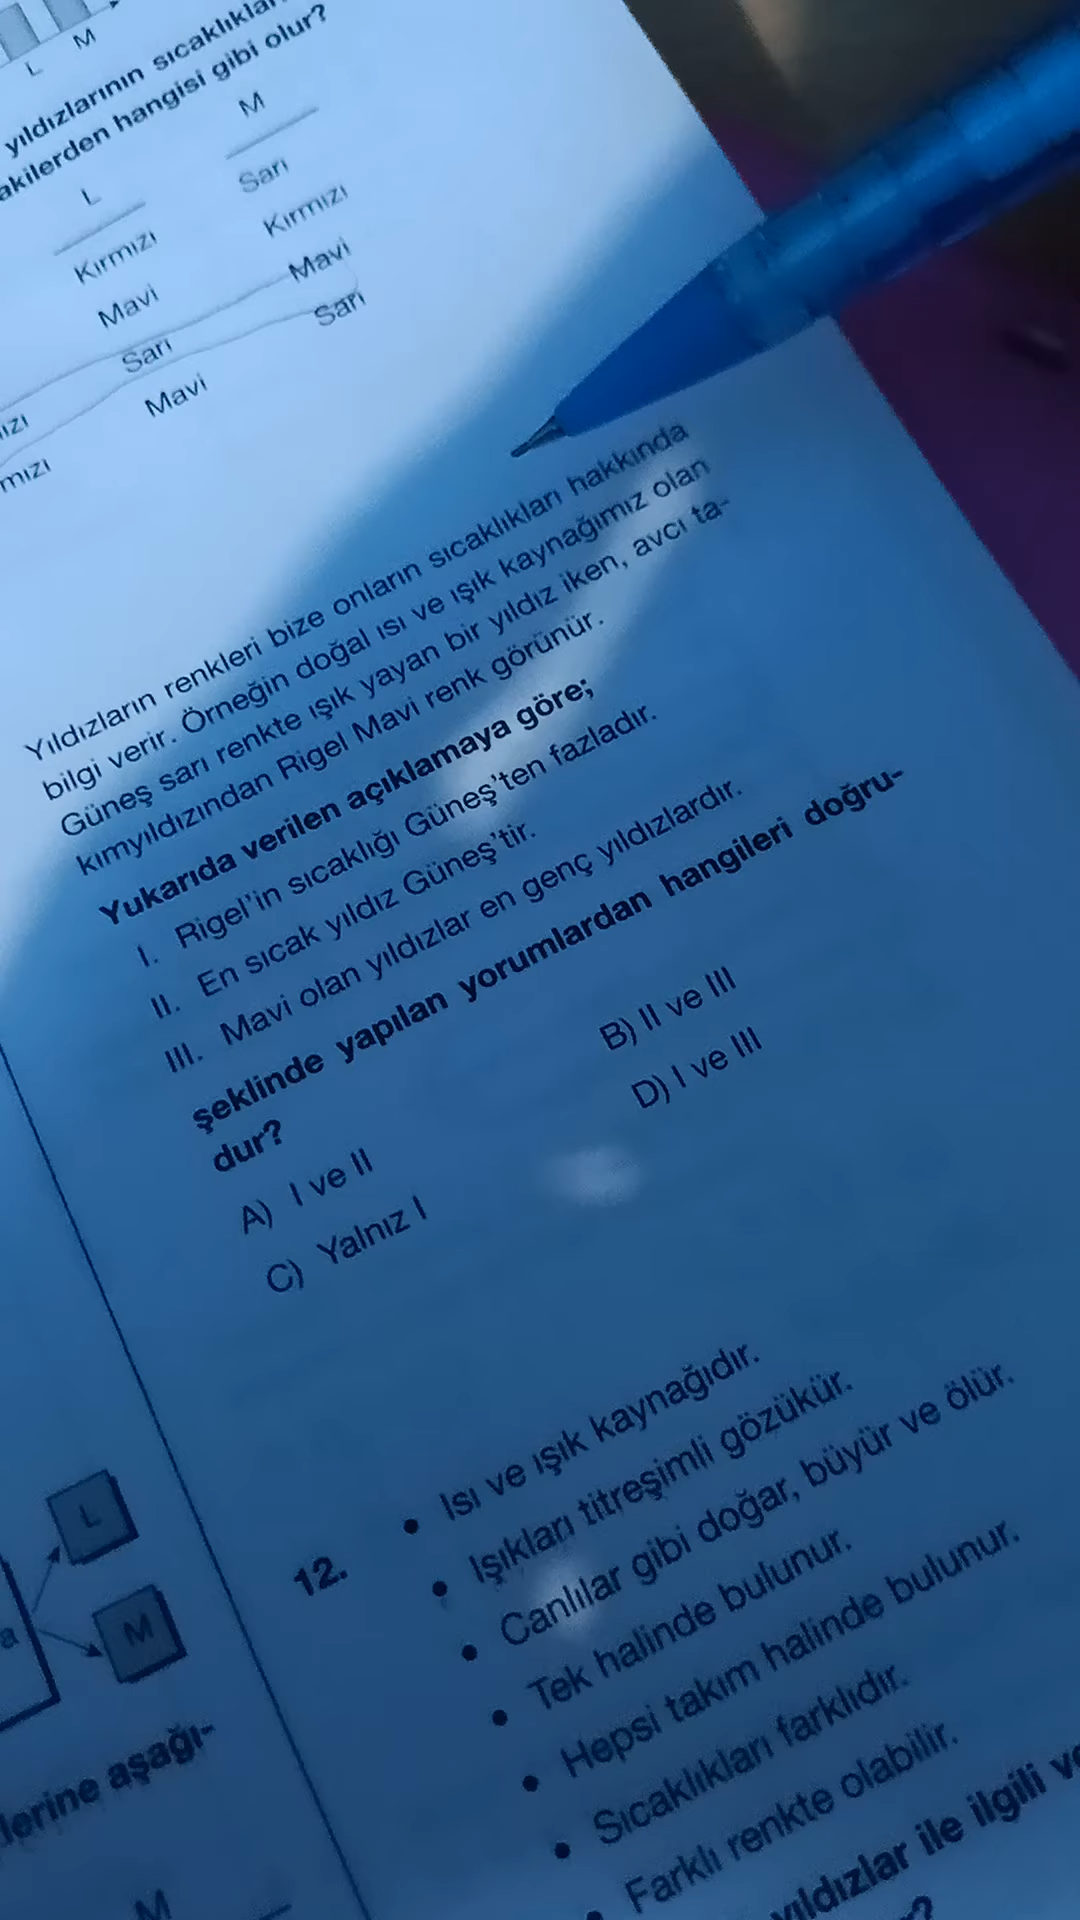 L M
yıldızlarının sıcaklıkları
akilerden hangisi gibi olur?
L M
Kırmızı Sarı
Mavi Kırmızı
Sarı Mavi
Mavi Sarı
Yıldızların renkleri bize onların sıcaklıkları hakkında
bilgi verir. Örneğin doğal ısı ve ışık kaynağımız olan
Güneş sarı renkte ışık yayan bir yıldız iken, avcı ta-
kımyıldızından Rigel Mavi renk görünür.
Yukarıda verilen açıklamaya göre;
I. Rigel'in sıcaklığı Güneş'ten fazladır.
II. En sıcak yıldız Güneş'tir.
III. Mavi olan yıldızlar en genç yıldızlardır.
şeklinde yapılan yorumlardan hangileri doğru-
dur?
A) I ve II
B) II ve III
C) Yalnız I
D) I ve III
L
M
a
lerine aşağı-
M
12.
• Isı ve ışık kaynağıdır.
• Işıkları titreşimli gözükür.
• Canlılar gibi doğar, büyür ve ölür.
• Tek halinde bulunur.
• Hepsi takım halinde bulunur.
• Sıcaklıkları farklıdır.
• Farklı renkte olabilir.
yıldızlar ile ilgili